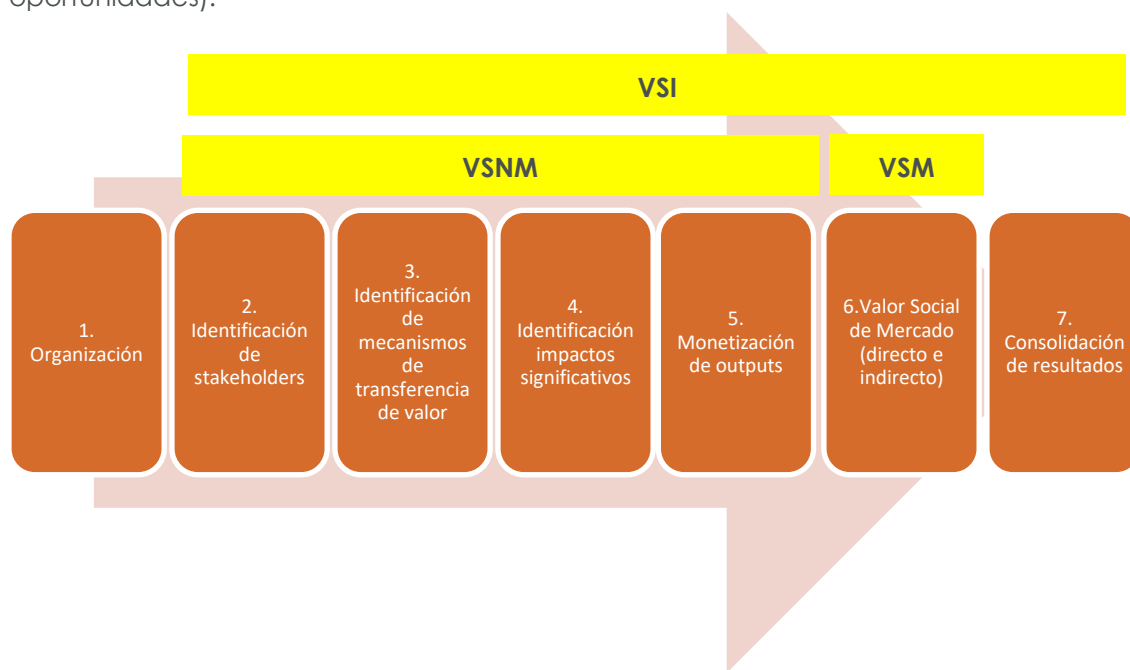 oportunidades).
VSI
VSNM
VSM
1.
Organización
2.
Identificación
de
stakeholders
3.
Identificación
de
mecanismos
de
transferencia
de valor
4.
Identificación
impactos
significativos
5.
Monetización
de outputs
6.Valor Social
de Mercado
(directo e
indirecto)
7.
Consolidación
de resultados